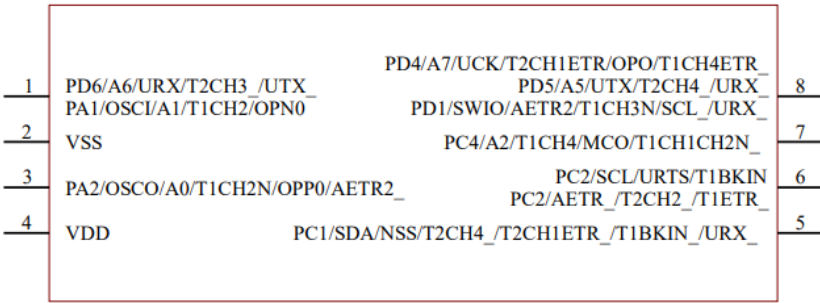 1
PD6/A6/URX/T2CH3_/UTX_
PA1/OSCI/A1/T1CH2/OPN0
2
VSS
3
PA2/OSCO/A0/T1CH2N/OPP0/AETR2_
4
VDD
PD4/A7/UCK/T2CH1ETR/OPO/T1CH4ETR_
PD5/A5/UTX/T2CH4_/URX_
8
PD1/SWIO/AETR2/T1CH3N/SCL_/URX_
PC4/A2/T1CH4/MCO/T1CH1CH2N_
7
PC2/SCL/URTS/T1BKIN
6
PC2/AETR_/T2CH2_/T1ETR_
PC1/SDA/NSS/T2CH4_/T2CH1ETR_/T1BKIN_/URX_
5